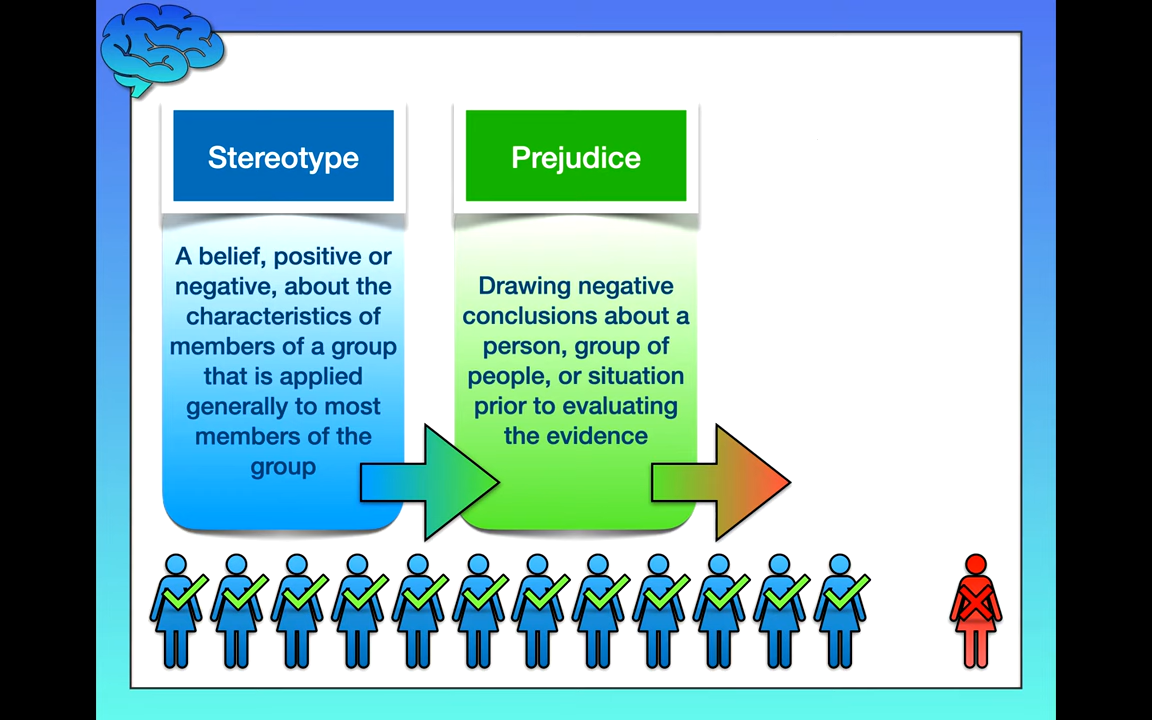 Stereotype
A belief, positive or
negative, about the
characteristics of
members of a group
that is applied
generally to most
members of the
group
Prejudice
Drawing negative
conclusions about a
person, group of
people, or situation
prior to evaluating
the evidence